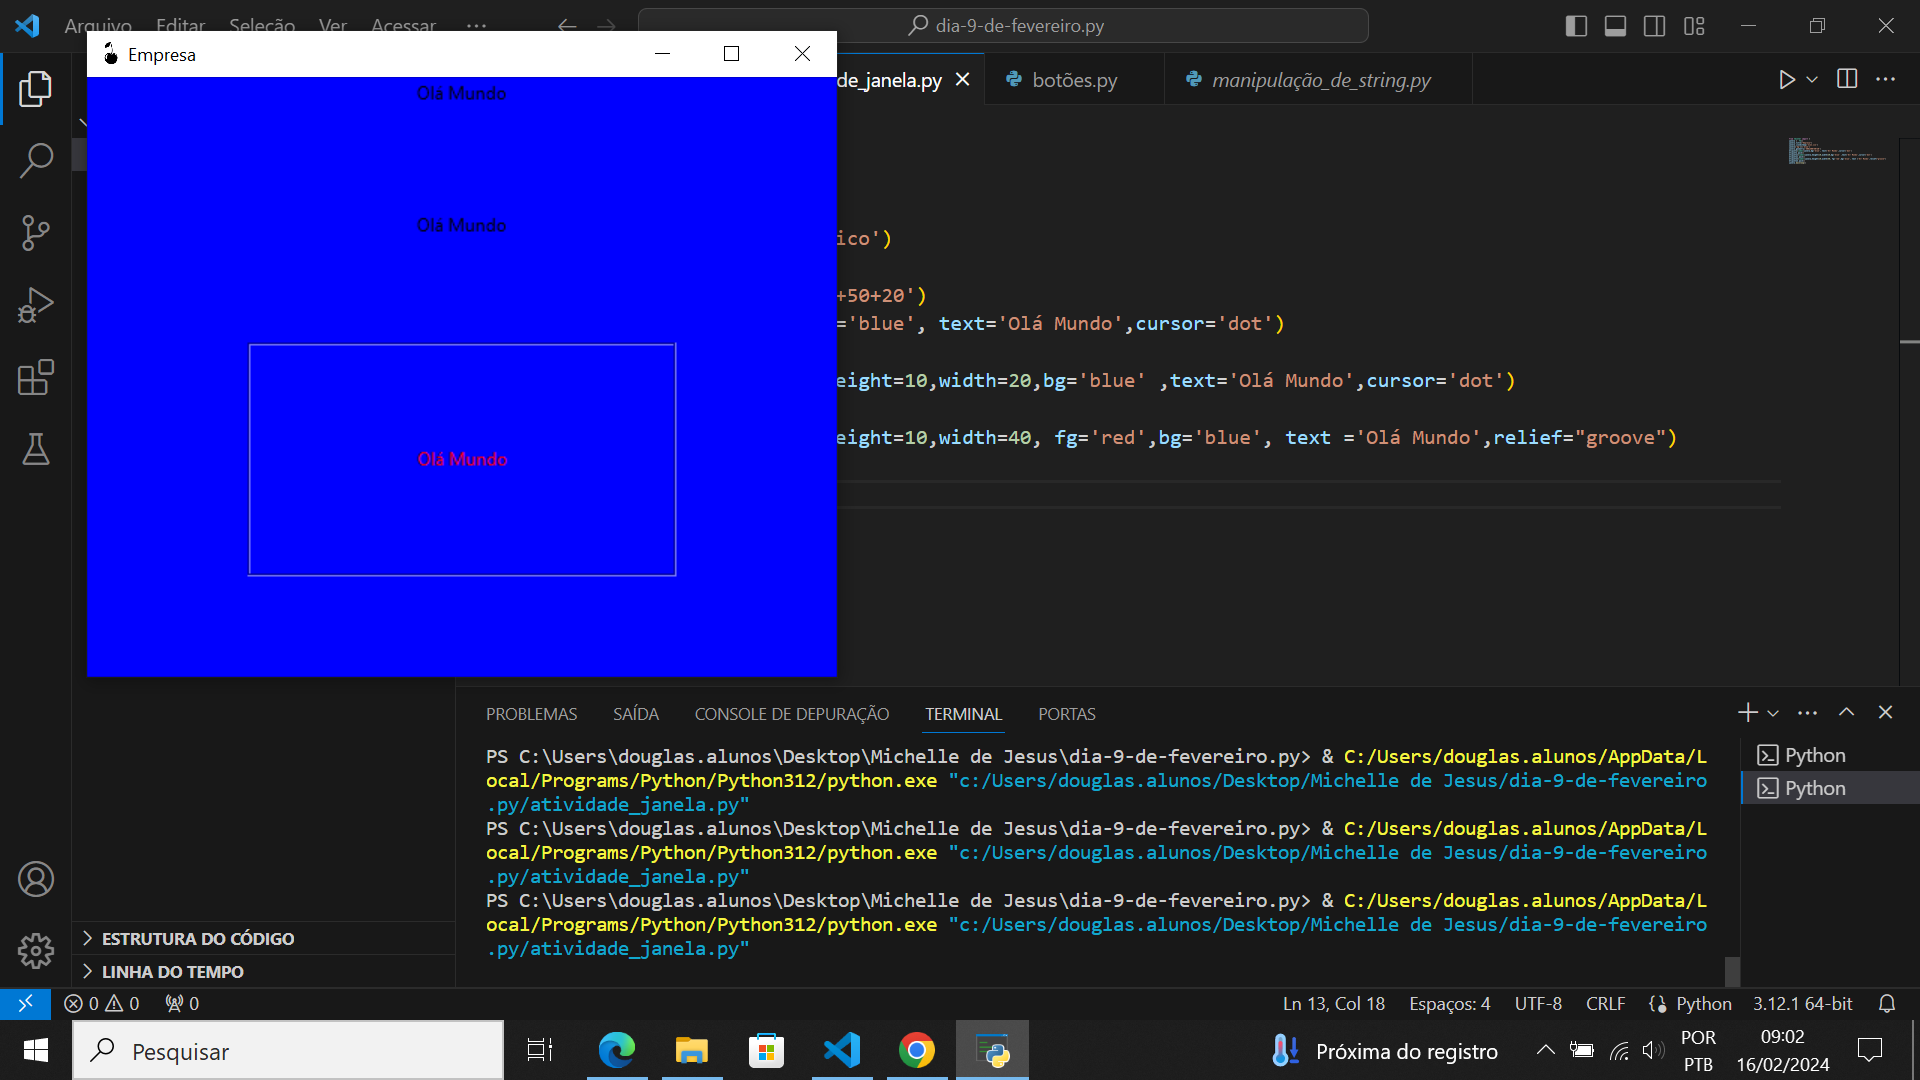 Arquivo Editar Seleção Ver Acessar ··· dia-9-de-fevereiro.py
Empresa
Olá Mundo
Olá Mundo
Olá Mundo
de_janela.py botões.py manipulação_de_string.py
ico')
+50+20')
='blue', text='Olá Mundo',cursor='dot')
eight=10,width=20,bg='blue' ,text='Olá Mundo',cursor='dot')
eight=10,width=40, fg='red',bg='blue', text ='Olá Mundo',relief="groove")
PROBLEMAS SAÍDA CONSOLE DE DEPURAÇÃO TERMINAL PORTAS
PS C:\Users\douglas.alunos\Desktop\Michelle de Jesus\dia-9-de-fevereiro.py> & C:/Users/douglas.alunos/AppData/L
ocal/Programs/Python/Python312/python.exe "c:/Users/douglas.alunos/Desktop/Michelle de Jesus/dia-9-de-fevereiro
.py/atividade_janela.py"
PS C:\Users\douglas.alunos\Desktop\Michelle de Jesus\dia-9-de-fevereiro.py> & C:/Users/douglas.alunos/AppData/L
ocal/Programs/Python/Python312/python.exe "c:/Users/douglas.alunos/Desktop/Michelle de Jesus/dia-9-de-fevereiro
.py/atividade_janela.py"
PS C:\Users\douglas.alunos\Desktop\Michelle de Jesus\dia-9-de-fevereiro.py> & C:/Users/douglas.alunos/AppData/L
ocal/Programs/Python/Python312/python.exe "c:/Users/douglas.alunos/Desktop/Michelle de Jesus/dia-9-de-fevereiro
.py/atividade_janela.py"
Python
Python
ESTRUTURA DO CÓDIGO
LINHA DO TEMPO
0 0 0 Ln 13, Col 18 Espaços: 4 UTF-8 CRLF Python 3.12.1 64-bit
Pesquisar Próxima do registro POR 09:02
PTB 16/02/2024